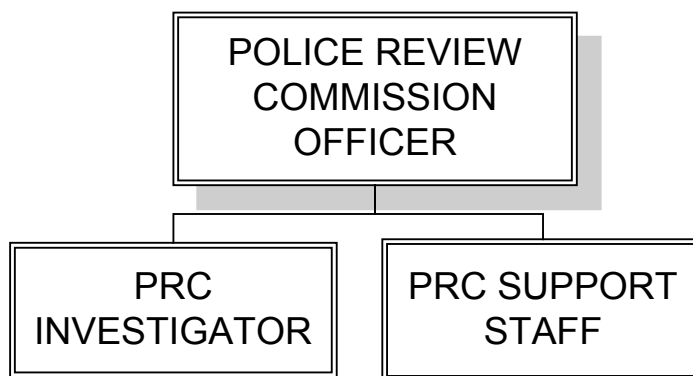 POLICE REVIEW
COMMISSION
OFFICER
PRC
INVESTIGATOR
PRC SUPPORT
STAFF